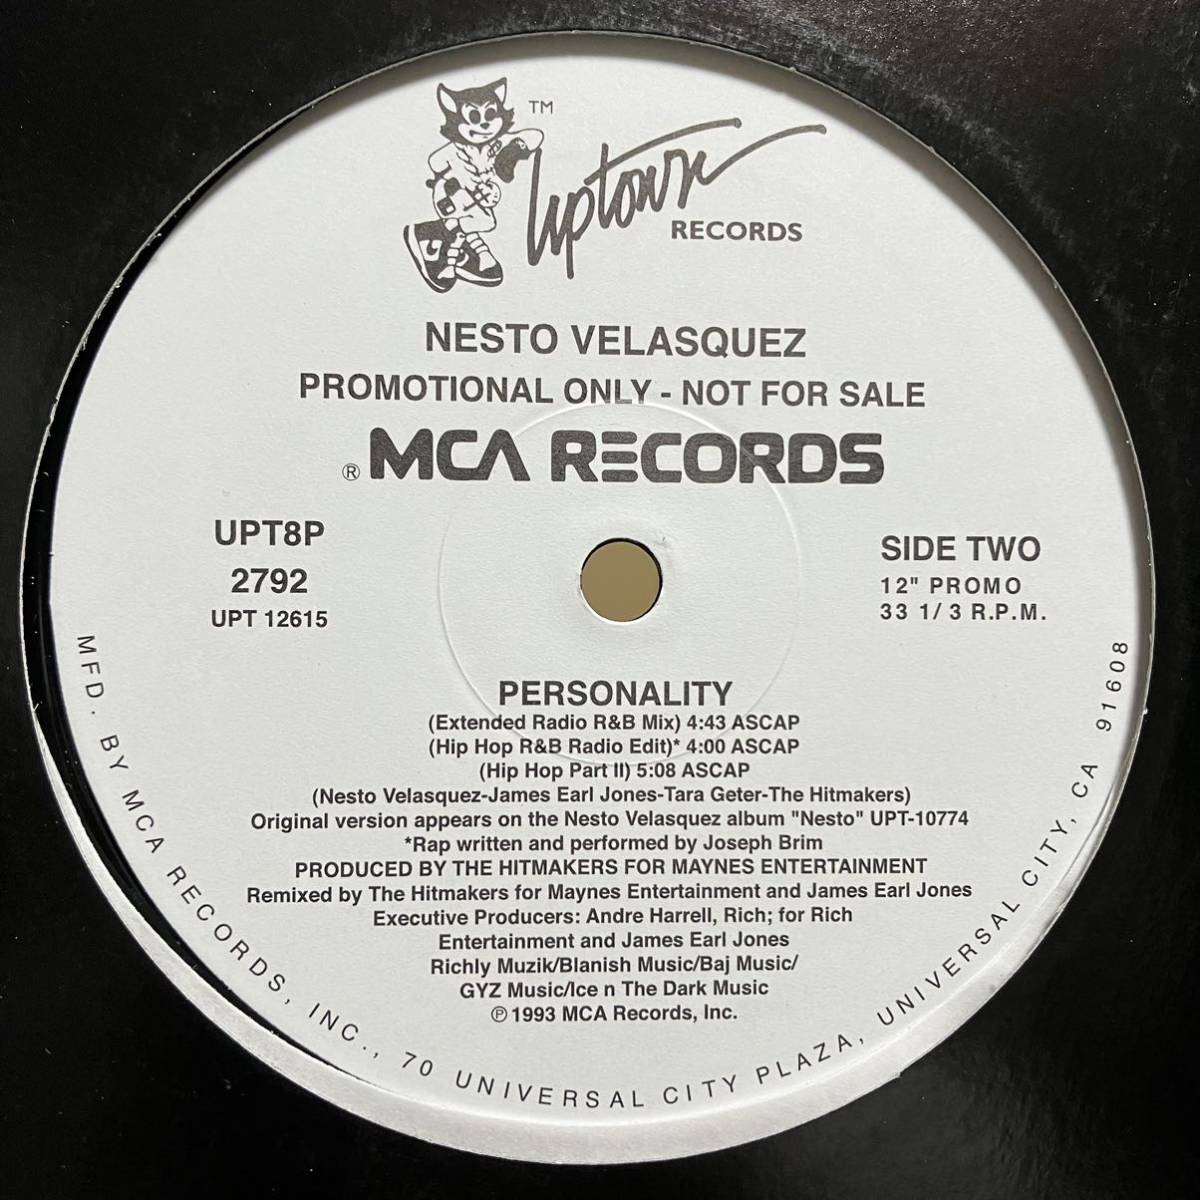 TM
Uptown
RECORDS
NESTO VELASQUEZ
PROMOTIONAL ONLY - NOT FOR SALE
® MCA RECORDS
UPT8P
2792
UPT 12615
SIDE TWO
12" PROMO
33 1/3 R.P.M.
PERSONALITY
(Extended Radio R&B Mix) 4:43 ASCAP
(Hip Hop R&B Radio Edit)* 4:00 ASCAP
(Hip Hop Part II) 5:08 ASCAP
(Nesto Velasquez-James Earl Jones-Tara Geter-The Hitmakers)
Original version appears on the Nesto Velasquez album "Nesto" UPT-10774
*Rap written and performed by Joseph Brim
PRODUCED BY THE HITMAKERS FOR MAYNES ENTERTAINMENT
Remixed by The Hitmakers for Maynes Entertainment and James Earl Jones
Executive Producers: Andre Harrell, Rich; for Rich
Entertainment and James Earl Jones
Richly Muzik/Blanish Music/Baj Music/
GYZ Music/Ice n The Dark Music
℗ 1993 MCA Records, Inc.
MFD. BY MCA RECORDS, INC., 70 UNIVERSAL CITY PLAZA, UNIVERSAL CITY, CA 91608